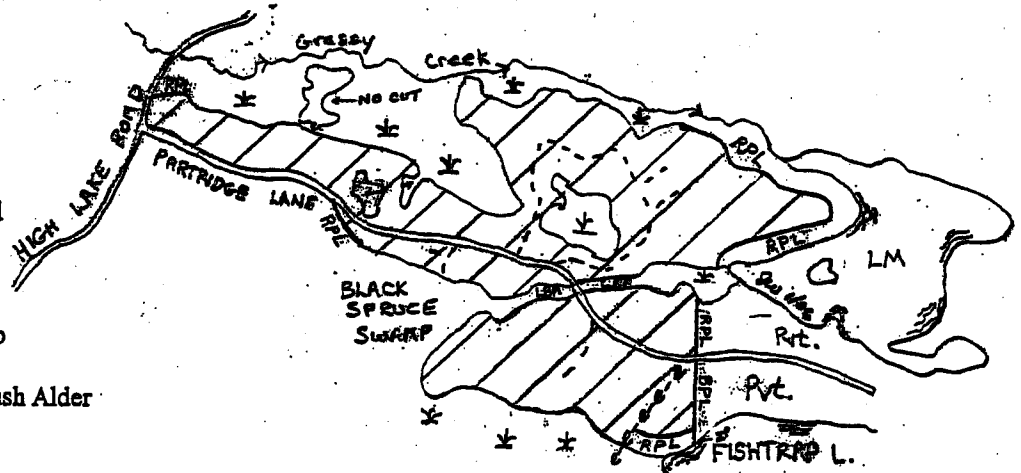 Grassy
Creek
NO CUT
RPL
HIGH LAKE ROAD
PARTRIDGE LANE
RPL
RPL
LM
BLACK
SPRUCE
SWAMP
RPL
Pvt.
RPL
Pvt.
RPL
FISHTRAP L.
ush Alder